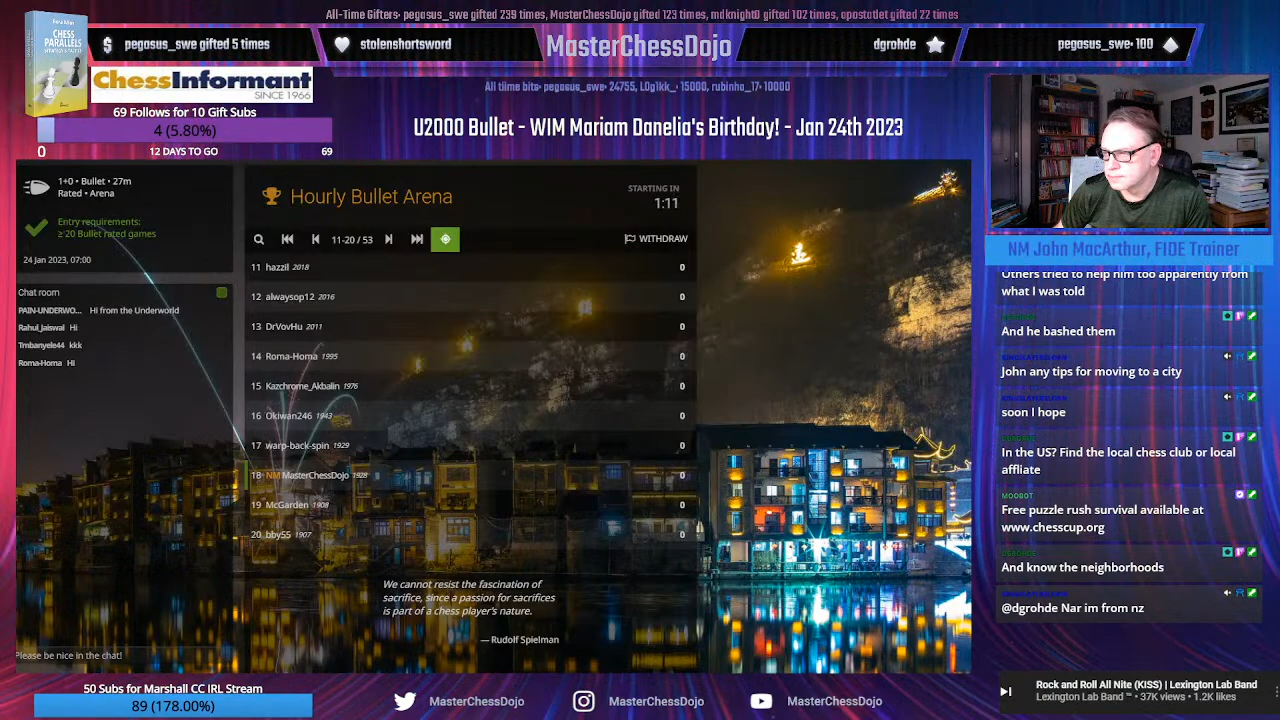 All-Time Gifters• pegasus_swe gifted 239 times, MasterChessDojo gifted 123 times, mdknight0 gifted 102 times, apostatlet gifted 22 times
CHESS
PARALLELS
pegasus_swe gifted 5 times
stolenshortsword
MasterChessDojo
dgrohde
pegasus_swe• 100
ChessInformant
SINCE 1966
All tiime bits• pegasus_swe• 24755, L0g1kk_• 15000, rubinho_17• 10000
69 Follows for 10 Gift Subs
4 (5.80%)
0
12 DAYS TO GO
69
U2000 Bullet - WIM Mariam Danelia's Birthday! - Jan 24th 2023
1+0 • Bullet • 27m
Rated • Arena
Entry requirements:
≥ 20 Bullet rated games
24 Jan 2023, 07:00
Chat room
PAIN-UNDERWO... Hi from the Underworld
Rahul_Jaiswal Hi
Tmbanyele44 kkk
Roma-Homa Hi
Please be nice in the chat!
Hourly Bullet Arena
STARTING IN
1:11
11-20 / 53
WITHDRAW
11 hazzil 2018 0
12 alwaysop12 2016 0
13 DrVovHu 2011 0
14 Roma-Homa 1995 0
15 Kazchrome_Akbalin 1976 0
16 Okiwan246 1943 0
17 warp-back-spin 1929 0
18 NM MasterChessDojo 1928 0
19 McGarden 1908 0
20 bby55 1907 0
We cannot resist the fascination of
sacrifice, since a passion for sacrifices
is part of a chess player's nature.
— Rudolf Spielman
NM John MacArthur, FIDE Trainer
Others tried to help him too apparently from
what I was told
And he bashed them
John any tips for moving to a city
soon I hope
In the US? Find the local chess club or local
affliate
MOOBOT
Free puzzle rush survival available at
www.chesscup.org
And know the neighborhoods
@dgrohde Nar im from nz
50 Subs for Marshall CC IRL Stream
89 (178.00%)
MasterChessDojo
MasterChessDojo
MasterChessDojo
Rock and Roll All Nite (KISS) | Lexington Lab Band
Lexington Lab Band ™ • 37K views • 1.2K likes